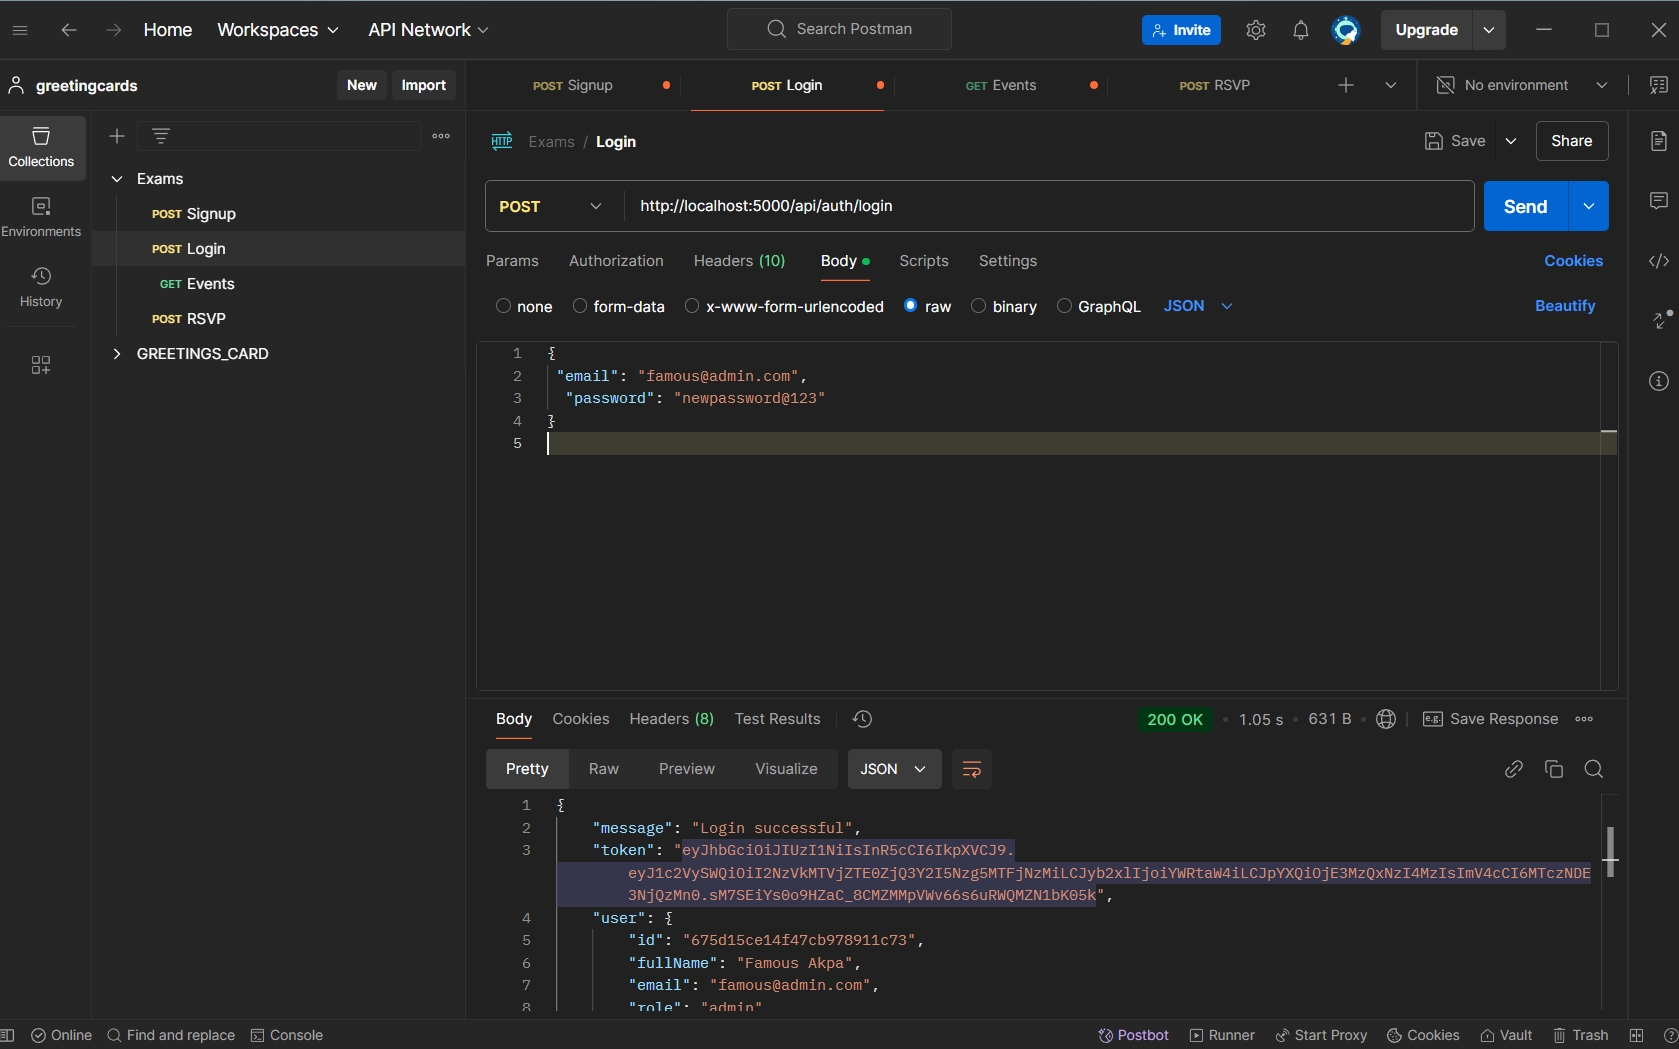 Home
Workspaces
API Network
Search Postman
Invite
Upgrade
greetingcards
New
Import
POST Signup
POST Login
GET Events
POST RSVP
No environment
Collections
Environments
History
Exams
POST Signup
POST Login
GET Events
POST RSVP
GREETINGS_CARD
HTTP
Exams / Login
Save
Share
POST
http://localhost:5000/api/auth/login
Send
Params
Authorization
Headers (10)
Body
Scripts
Settings
Cookies
none
form-data
x-www-form-urlencoded
raw
binary
GraphQL
JSON
Beautify
1 {
2 "email": "famous@admin.com",
3 "password": "newpassword@123"
4 }
5
Body
Cookies
Headers (8)
Test Results
200 OK
1.05 s
631 B
e.g.
Save Response
Pretty
Raw
Preview
Visualize
JSON
1 {
2 "message": "Login successful",
3 "token": "eyJhbGciOiJIUzI1NiIsInR5cCI6IkpXVCJ9.
eyJ1c2VySWQiOiI2NzVkMTVjZTE0ZjQ3Y2I5Nzg5MTFjNzMiLCJyb2xlIjoiYWRtaW4iLCJpYXQiOjE3MzQxNzI4MzIsImV4cCI6MTczNDE
3NjQzMn0.sM7SEiYs0o9HZaC_8CMZMMpVWv66s6uRWQMZN1bK05k",
4 "user": {
5 "id": "675d15ce14f47cb978911c73",
6 "fullName": "Famous Akpa",
7 "email": "famous@admin.com",
8 "role": "admin"
Online
Find and replace
Console
Postbot
Runner
Start Proxy
Cookies
Vault
Trash